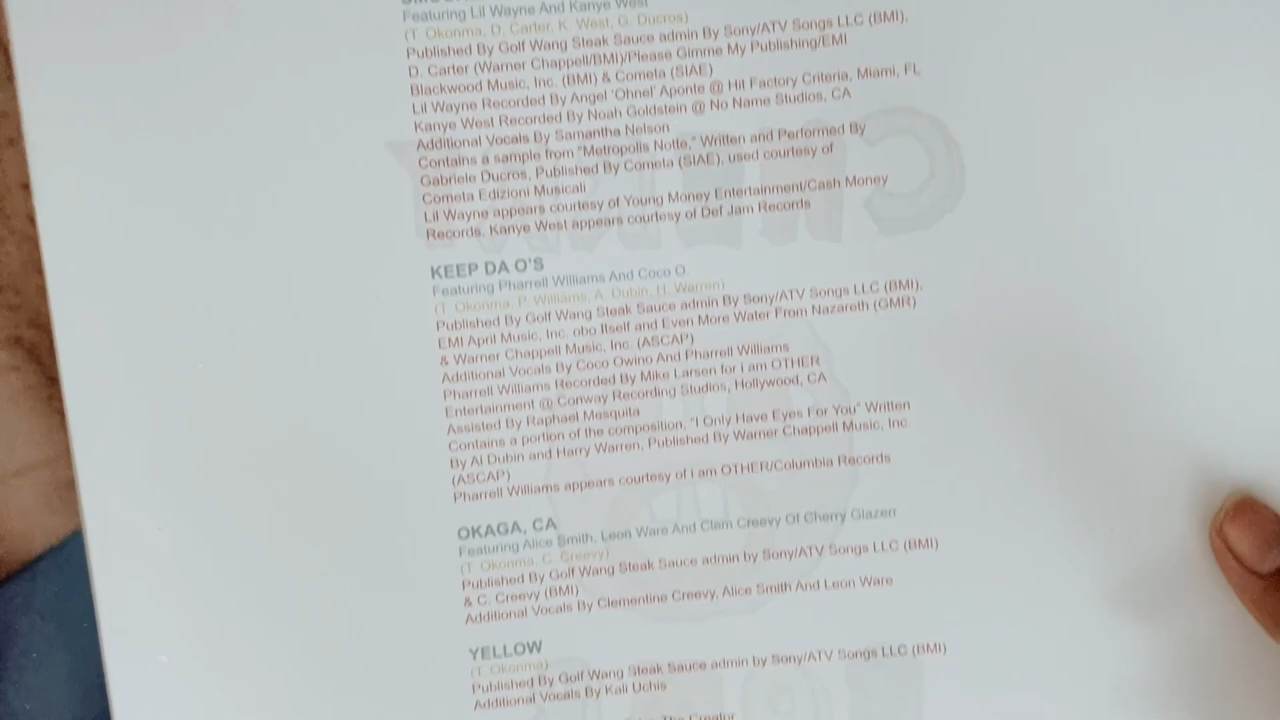 Featuring Lil Wayne And Kanye West
(T. Okonma, D. Carter, K. West, G. Ducros)
Published By Golf Wang Steak Sauce admin By Sony/ATV Songs LLC (BMI),
D. Carter (Warner Chappell/BMI)/Please Gimme My Publishing/EMI
Blackwood Music, Inc. (BMI) & Cometa (SIAE)
Lil Wayne Recorded By Angel 'Ohnel' Aponte @ Hit Factory Criteria, Miami, FL
Kanye West Recorded By Noah Goldstein @ No Name Studios, CA
Additional Vocals By Samantha Nelson
Contains a sample from "Metropolis Notte," Written and Performed By
Gabriele Ducros, Published By Cometa (SIAE), used courtesy of
Cometa Edizioni Musicali
Lil Wayne appears courtesy of Young Money Entertainment/Cash Money
Records. Kanye West appears courtesy of Def Jam Records
KEEP DA O'S
Featuring Pharrell Williams And Coco O.
(T. Okonma, P. Williams, A. Dubin, H. Warren)
Published By Golf Wang Steak Sauce admin By Sony/ATV Songs LLC (BMI),
EMI April Music, Inc. obo Itself and Even More Water From Nazareth (GMR)
& Warner Chappell Music, Inc. (ASCAP)
Additional Vocals By Coco Owino And Pharrell Williams
Pharrell Williams Recorded By Mike Larsen for i am OTHER
Entertainment @ Conway Recording Studios, Hollywood, CA
Assisted By Raphael Mesquita
Contains a portion of the composition, "I Only Have Eyes For You" Written
By Al Dubin and Harry Warren, Published By Warner Chappell Music, Inc.
(ASCAP)
Pharrell Williams appears courtesy of i am OTHER/Columbia Records
OKAGA, CA
Featuring Alice Smith, Leon Ware And Clem Creevy Of Cherry Glazerr
(T. Okonma, C. Creevy)
Published By Golf Wang Steak Sauce admin by Sony/ATV Songs LLC (BMI)
& C. Creevy (BMI)
Additional Vocals By Clementine Creevy, Alice Smith And Leon Ware
YELLOW
(T. Okonma)
Published By Golf Wang Steak Sauce admin by Sony/ATV Songs LLC (BMI)
Additional Vocals By Kali Uchis
The Creator